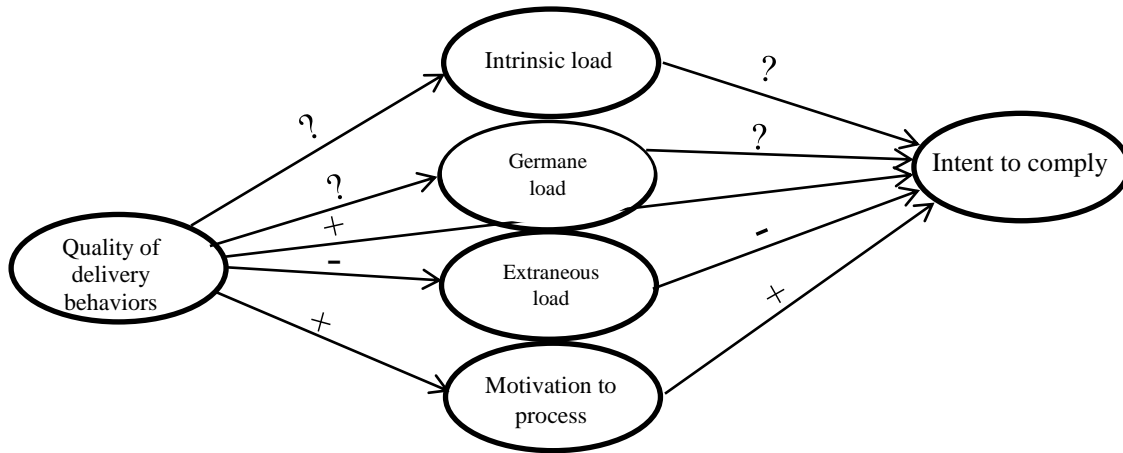 Intrinsic load
?
?
Germane
load
?
?
Intent to comply
+
Quality of
delivery
behaviors
-
Extraneous
load
-
+
+
Motivation to
process